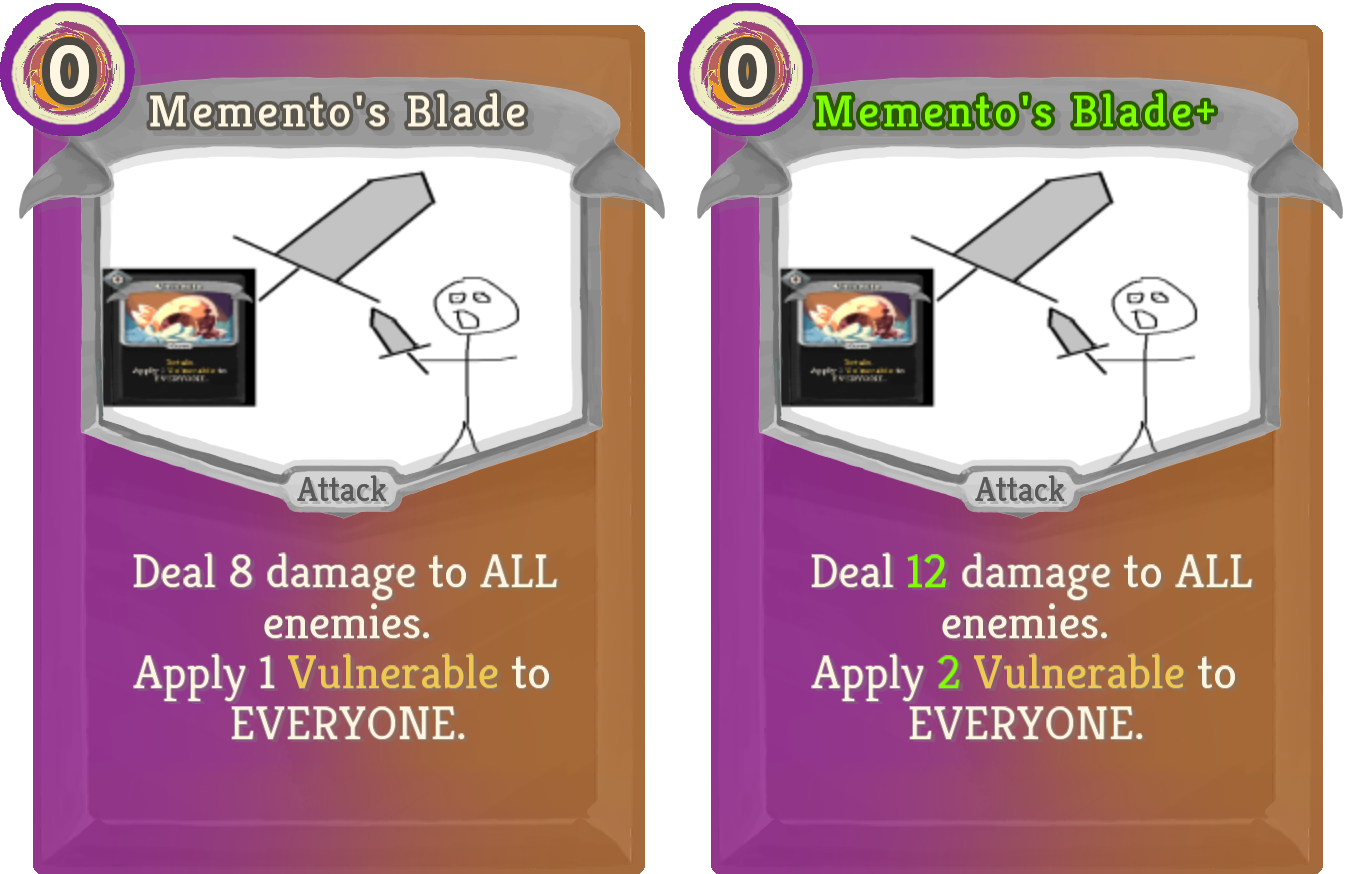 0
Memento's Blade
Attack
Deal 8 damage to ALL
enemies.
Apply 1 Vulnerable to
EVERYONE.
0
Memento's Blade+
Attack
Deal 12 damage to ALL
enemies.
Apply 2 Vulnerable to
EVERYONE.